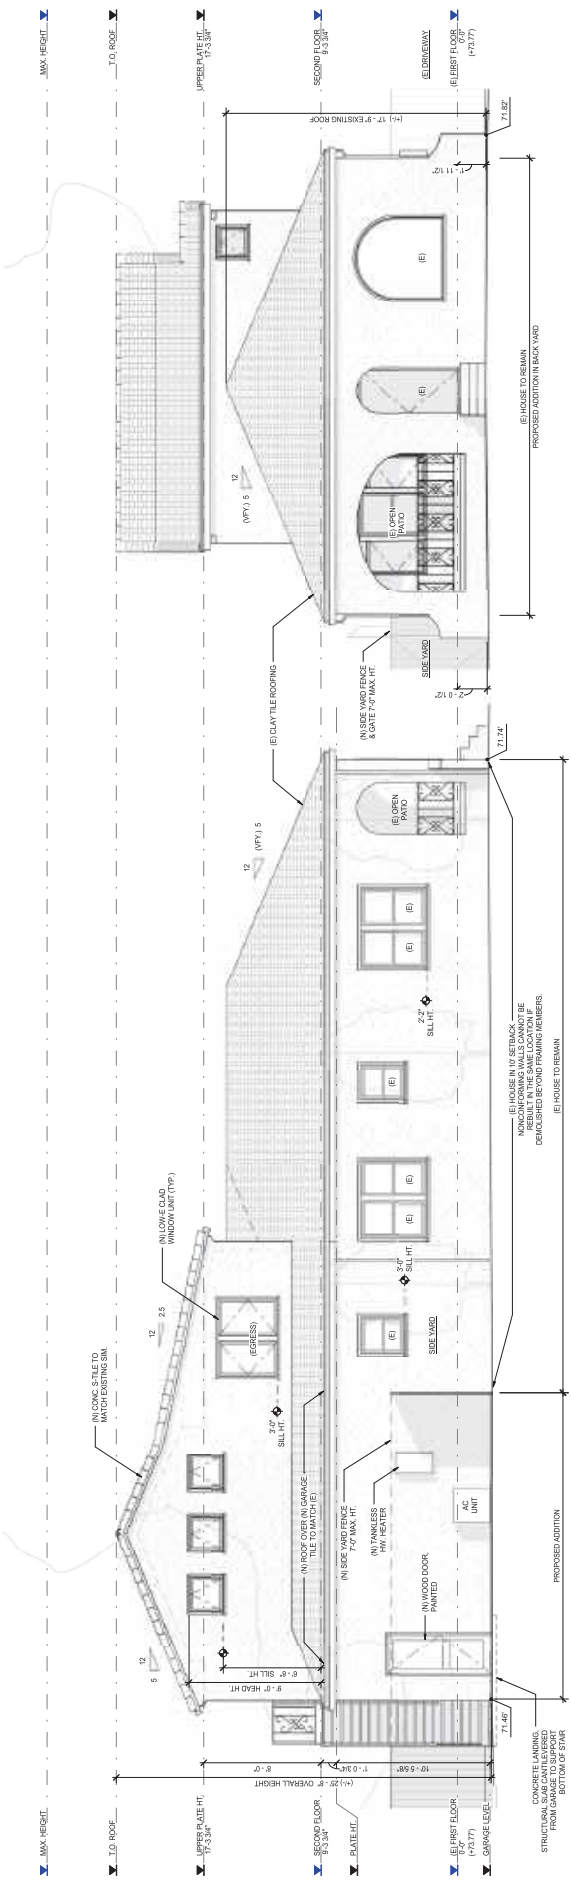 MAX. HEIGHT
T.O. ROOF
UPPER PLATE HT.
17'-3 3/4"
SECOND FLOOR
9'-3 3/4"
(E) DRIVEWAY
(E) FIRST FLOOR
0'-0"
(+73.77')
(+/-) 17' - 9" EXISTING ROOF
71.82'
1' - 11 1/2"
(E)
(E)
(E) OPEN
PATIO
(E) HOUSE TO REMAIN
PROPOSED ADDITION IN BACK YARD
12
(VFY.) 5
(E) CLAY TILE ROOFING
(N) SIDE YARD FENCE
& GATE 7'-0" MAX. HT.
SIDE YARD
2' - 0 1/2"
71.74'
12
(VFY.) 5
(E) OPEN
PATIO
(E)
(E)
2'-2"
SILL HT.
(E)
(E)
(E)
3'-0"
SILL HT.
(E)
SIDE YARD
(E) HOUSE IN 10' SETBACK
NONCONFORMING WALLS CANNOT BE
REBUILT IN THE SAME LOCATION IF
DEMOLISHED BEYOND FRAMING MEMBERS.
(E) HOUSE TO REMAIN
(N) LOW-E CLAD
WINDOW UNIT (TYP.)
12
2.5
(N) CONC. S-TILE TO
MATCH EXISTING SIM.
(EGRESS)
3'-0"
SILL HT.
(N) ROOF OVER (N) GARAGE
TILE TO MATCH (E)
(N) SIDE YARD FENCE
7'-0" MAX. HT.
(N) TANKLESS
HW. HEATER
AC
UNIT
(N) WOOD DOOR,
PAINTED
PROPOSED ADDITION
12
5
6' - 8" SILL HT.
9' - 0" HEAD HT.
71.46'
CONCRETE LANDING.
STRUCTURAL SLAB CANTILEVERED
FROM GARAGE TO SUPPORT
BOTTOM OF STAIR
(+/-) 25'- 8" OVERALL HEIGHT
8' - 0"
1' - 0 3/4"
10' - 5 5/8"
MAX. HEIGHT
T.O. ROOF
UPPER PLATE HT.
17'-3 3/4"
SECOND FLOOR
9'-3 3/4"
PLATE HT.
(E) FIRST FLOOR
0'-0"
(+73.77')
GARAGE LEVEL